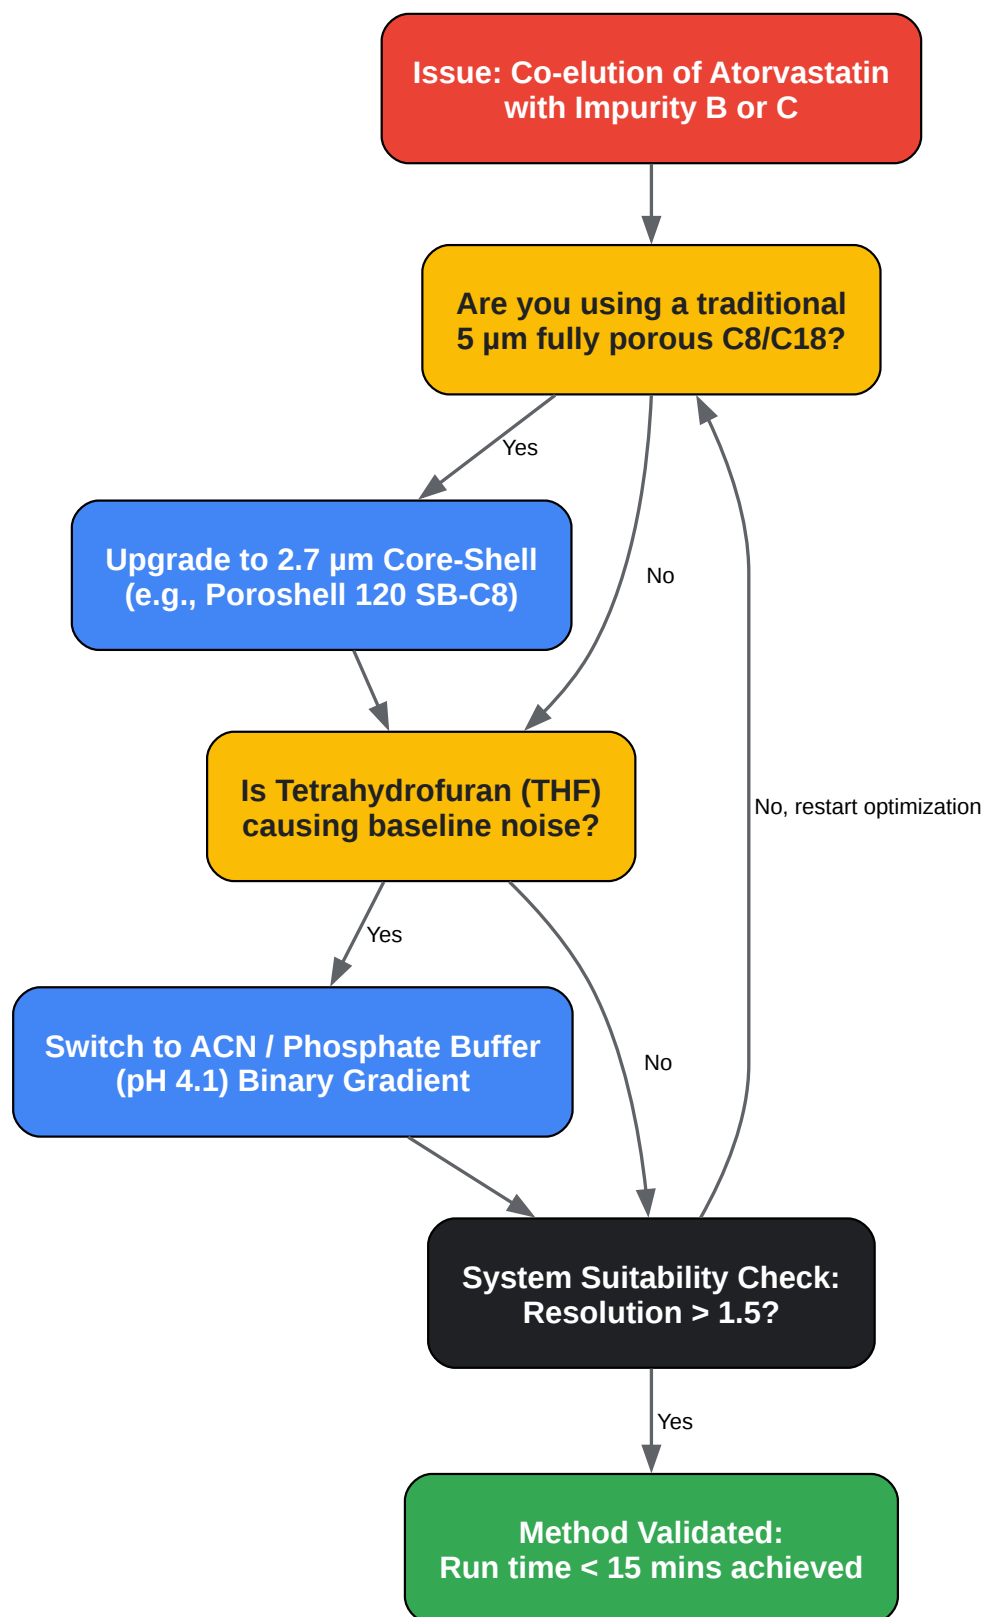 Issue: Co-elution of Atorvastatin
with Impurity B or C
Are you using a traditional
5 µm fully porous C8/C18?
Yes
Upgrade to 2.7 µm Core-Shell
(e.g., Poroshell 120 SB-C8)
No
Is Tetrahydrofuran (THF)
causing baseline noise?
No, restart optimization
Yes
Switch to ACN / Phosphate Buffer
(pH 4.1) Binary Gradient
No
System Suitability Check:
Resolution > 1.5?
Yes
Method Validated:
Run time < 15 mins achieved